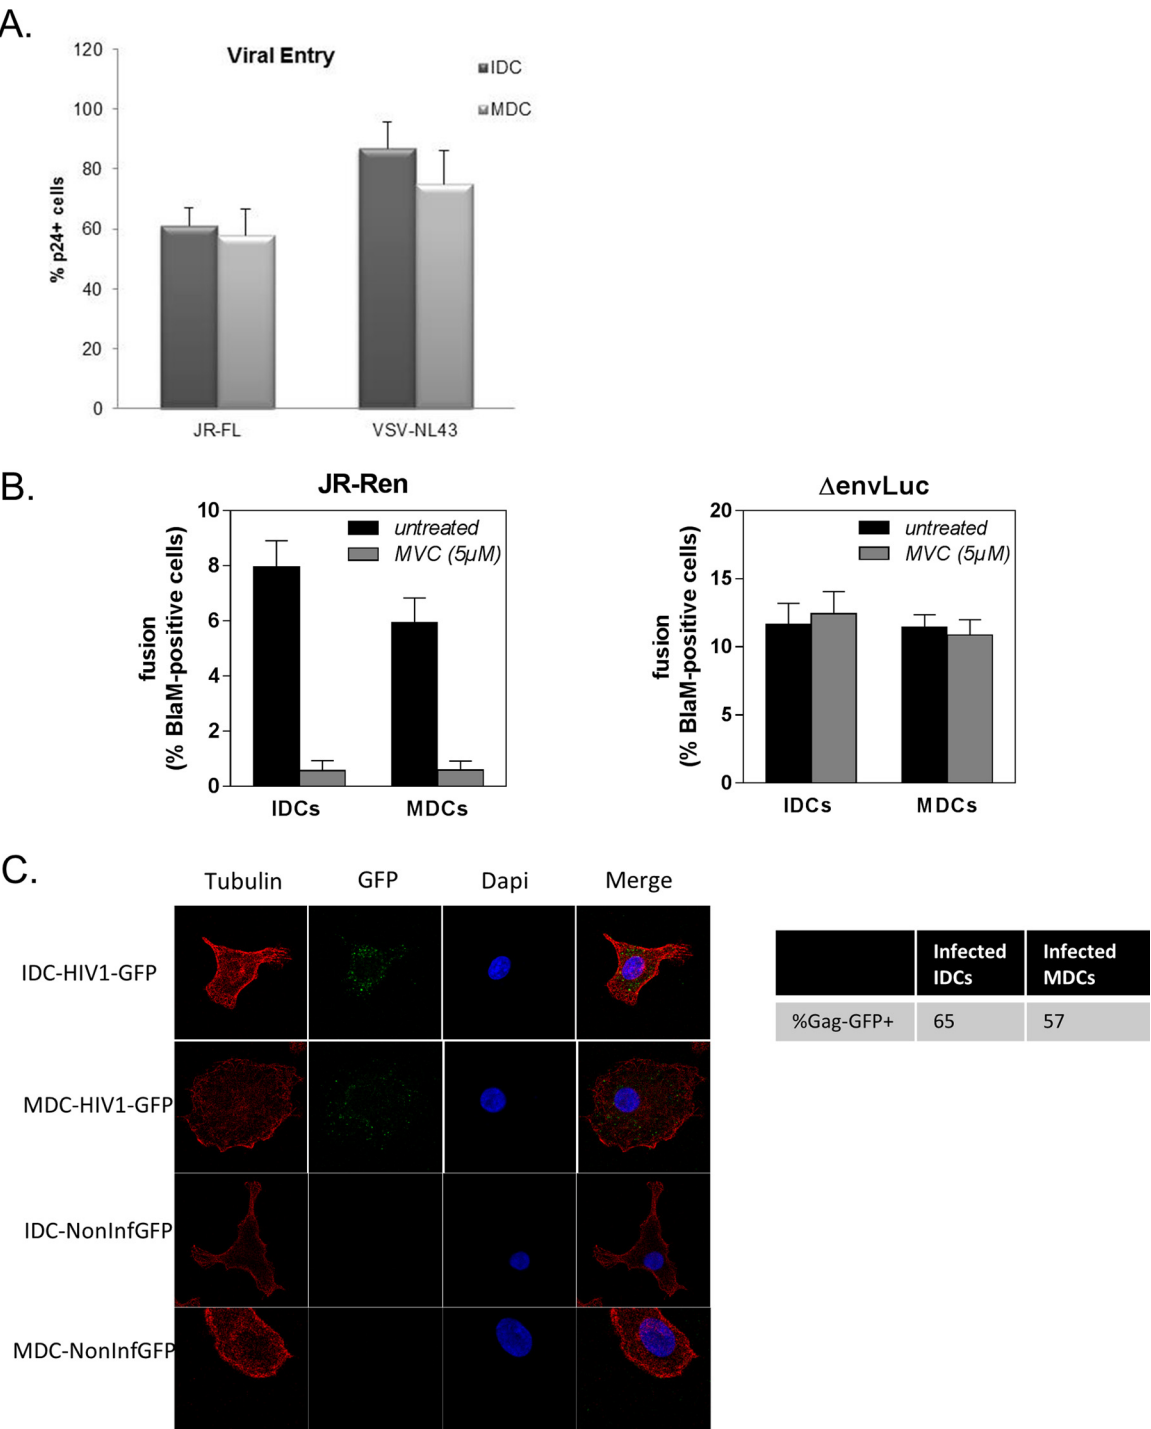 A.
Viral Entry
IDC
MDC
% p24+ cells
120
100
80
60
40
20
0
JR-FL
VSV-NL43
B.
JR-Ren
untreated
MVC (5µM)
fusion
(% BlaM-positive cells)
10
8
6
4
2
0
IDCs
MDCs
ΔenvLuc
untreated
MVC (5µM)
fusion
(% BlaM-positive cells)
20
15
10
5
0
IDCs
MDCs
C.
Tubulin GFP Dapi Merge
IDC-HIV1-GFP
MDC-HIV1-GFP
IDC-NonInfGFP
MDC-NonInfGFP
Infected IDCs
Infected MDCs
%Gag-GFP+ 65 57